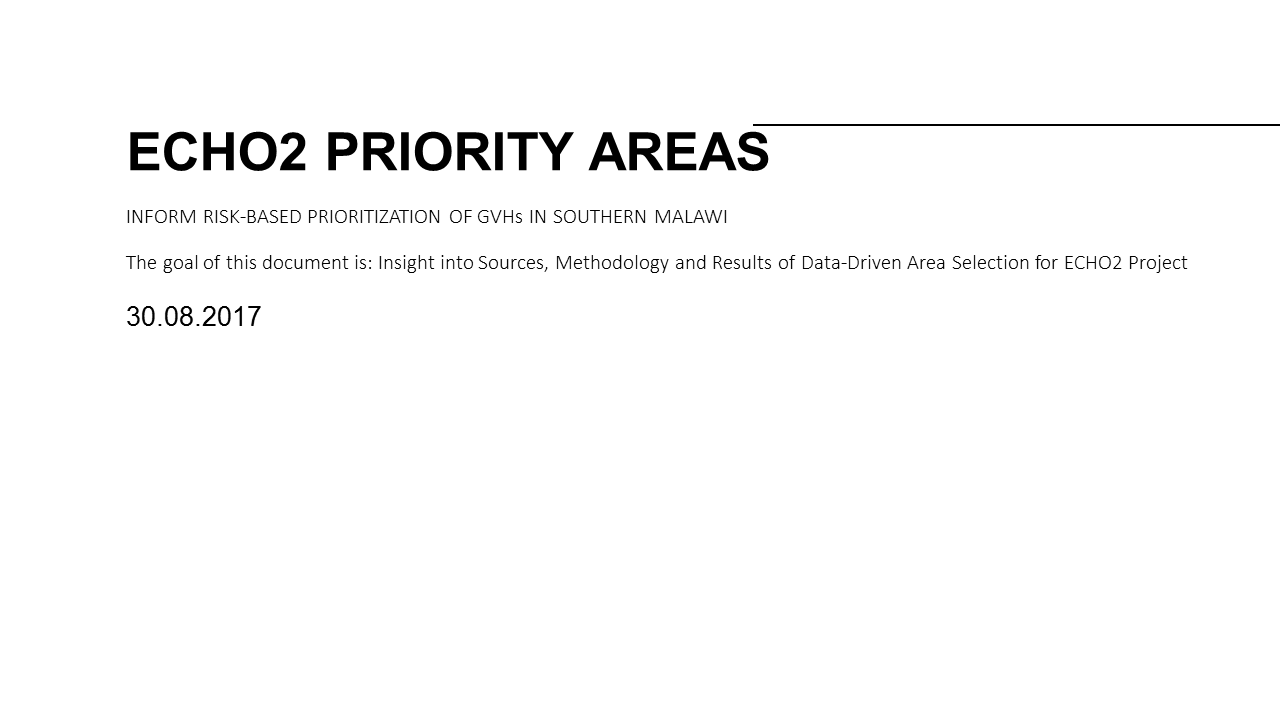 ECHO2 PRIORITY AREAS
INFORM RISK-BASED PRIORITIZATION OF GVHs IN SOUTHERN MALAWI
The goal of this document is: Insight into Sources, Methodology and Results of Data-Driven Area Selection for ECHO2 Project
30.08.2017